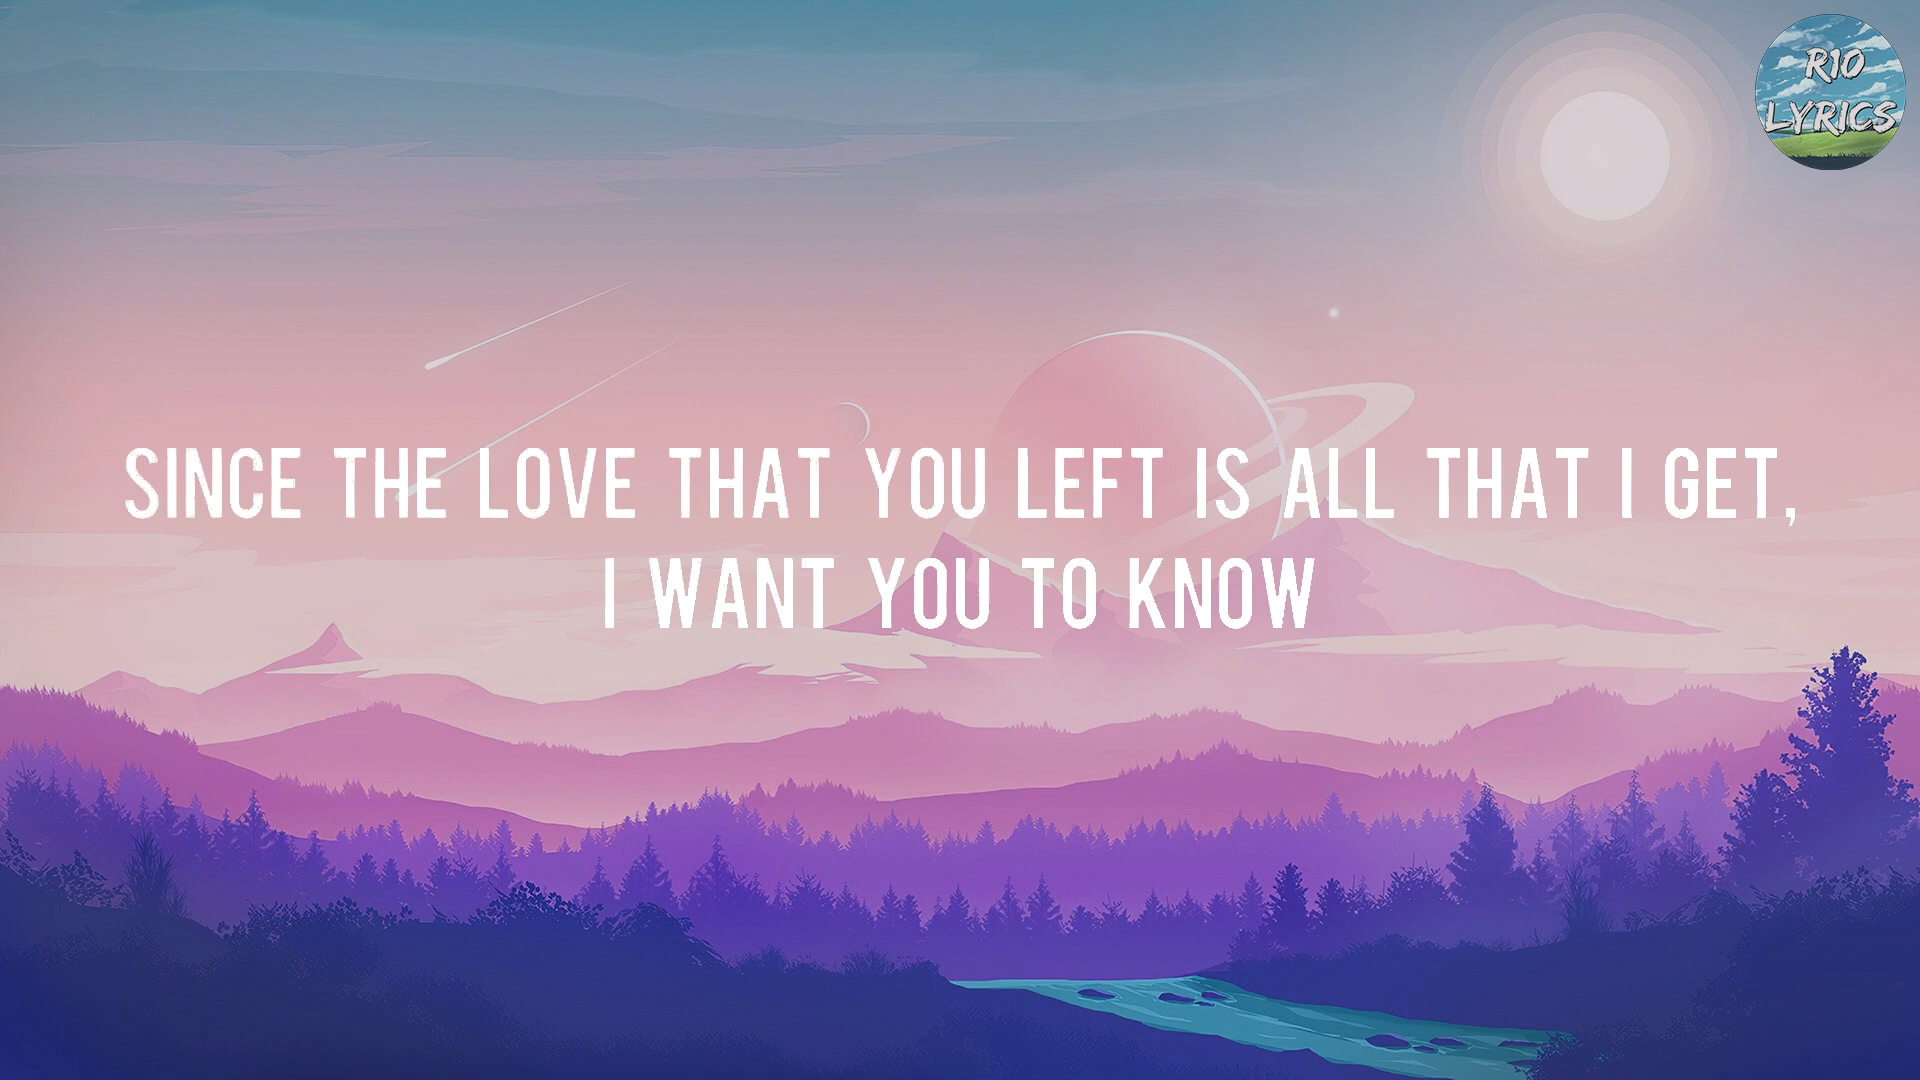 RIO
LYRICS
SINCE THE LOVE THAT YOU LEFT IS ALL THAT I GET,
I WANT YOU TO KNOW